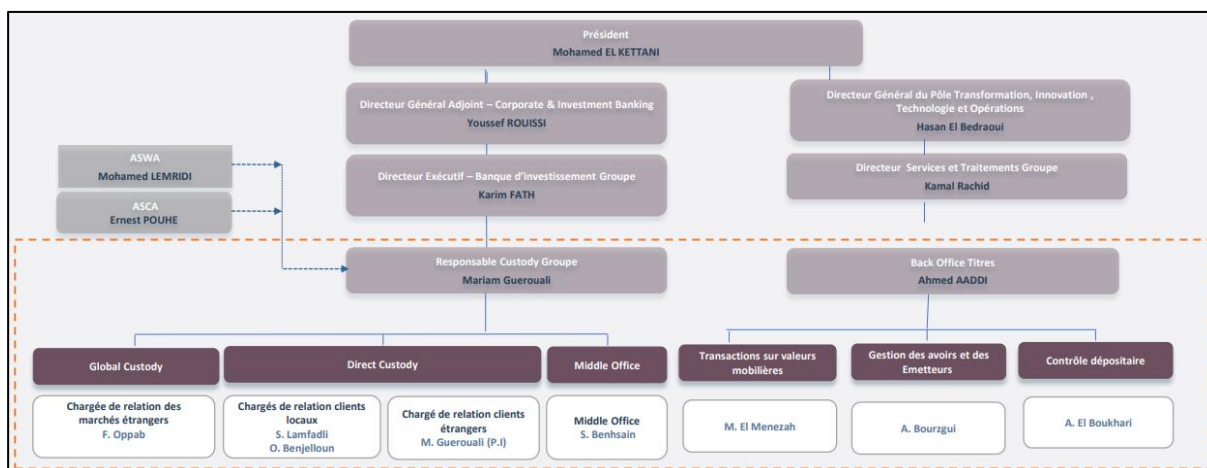 Président
Mohamed EL KETTANI
Directeur Général Adjoint – Corporate & Investment Banking
Youssef ROUISSI
Directeur Général du Pôle Transformation, Innovation ,
Technologie et Opérations
Hasan El Bedraoui
ASWA
Mohamed LEMRIDI
ASCA
Ernest POUHE
Directeur Exécutif – Banque d'investissement Groupe
Karim FATH
Directeur Services et Traitements Groupe
Kamal Rachid
Responsable Custody Groupe
Mariam Guerouali
Back Office Titres
Ahmed AADDI
Global Custody
Direct Custody
Middle Office
Transactions sur valeurs
mobilières
Gestion des avoirs et des
Emetteurs
Contrôle dépositaire
Chargée de relation des
marchés étrangers
F. Oppab
Chargés de relation clients
locaux
S. Lamfadli
O. Benjelloun
Chargé de relation clients
étrangers
M. Guerouali (P.I)
Middle Office
S. Benhsain
M. El Menezah
A. Bourzgui
A. El Boukhari